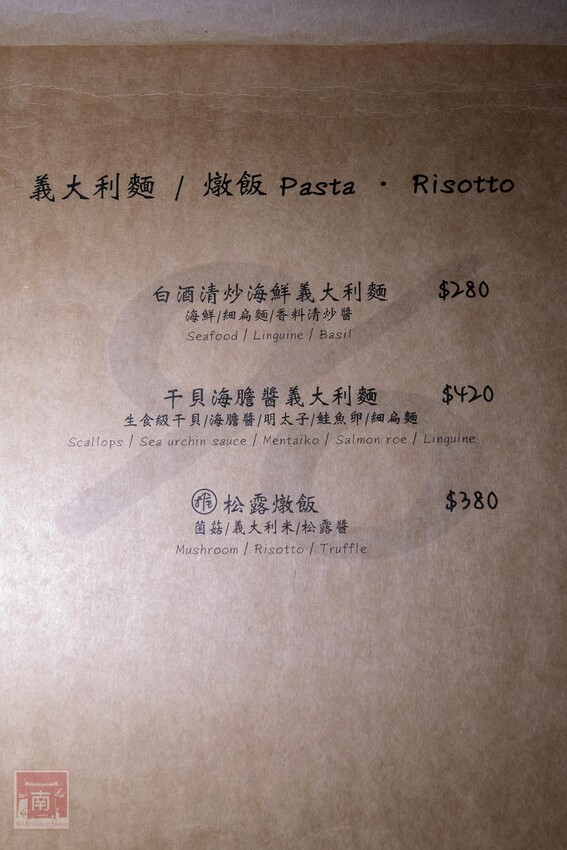 義大利麵 / 燉飯 Pasta · Risotto
白酒清炒海鮮義大利麵 $280
海鮮/細扁麵/香料清炒醬
Seafood / Linguine / Basil
干貝海膽醬義大利麵 $420
生食級干貝/海膽醬/明太子/鮭魚卵/細扁麵
Scallops / Sea urchin sauce / Mentaiko / Salmon roe / Linguine
推 松露燉飯 $380
菌菇/義大利米/松露醬
Mushroom / Risotto / Truffle
南